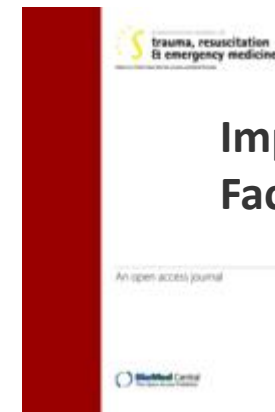 trauma, resuscitation
& emergency medicine
Imp
Fac
An open access journal
BioMed Central